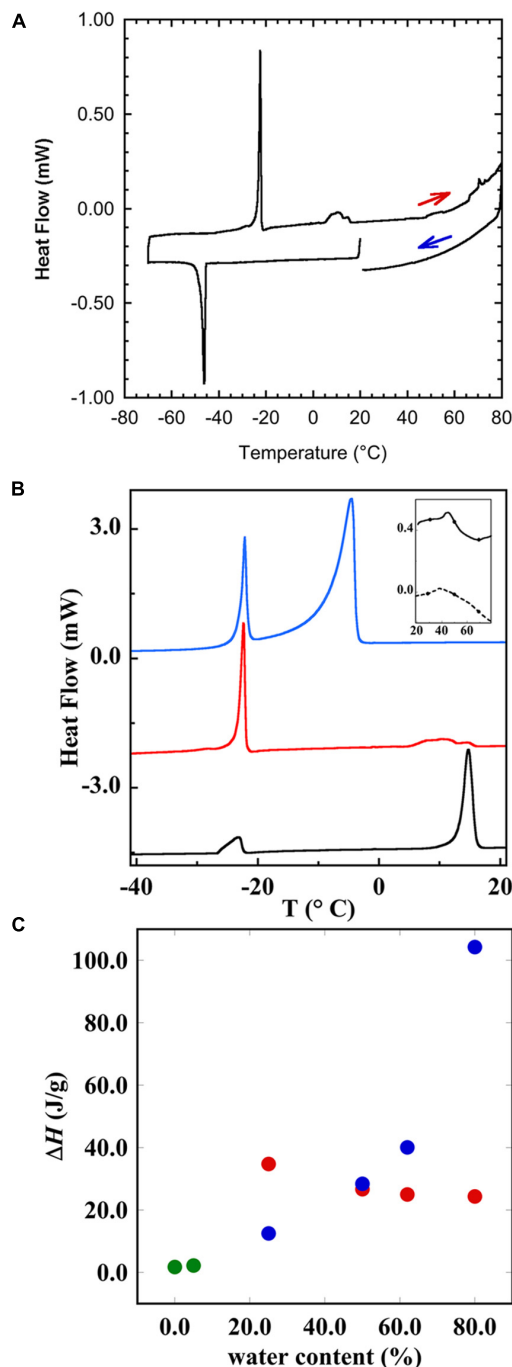 A
1.00
0.50
0.00
-0.50
-1.00
Heat Flow (mW)
-80 -60 -40 -20 0 20 40 60 80
Temperature (°C)
B
3.0
0.0
-3.0
Heat Flow (mW)
0.4
0.0
20 40 60
-40 -20 0 20
T (° C)
C
100.0
80.0
60.0
40.0
20.0
0.0
ΔH (J/g)
0.0 20.0 40.0 60.0 80.0
water content (%)